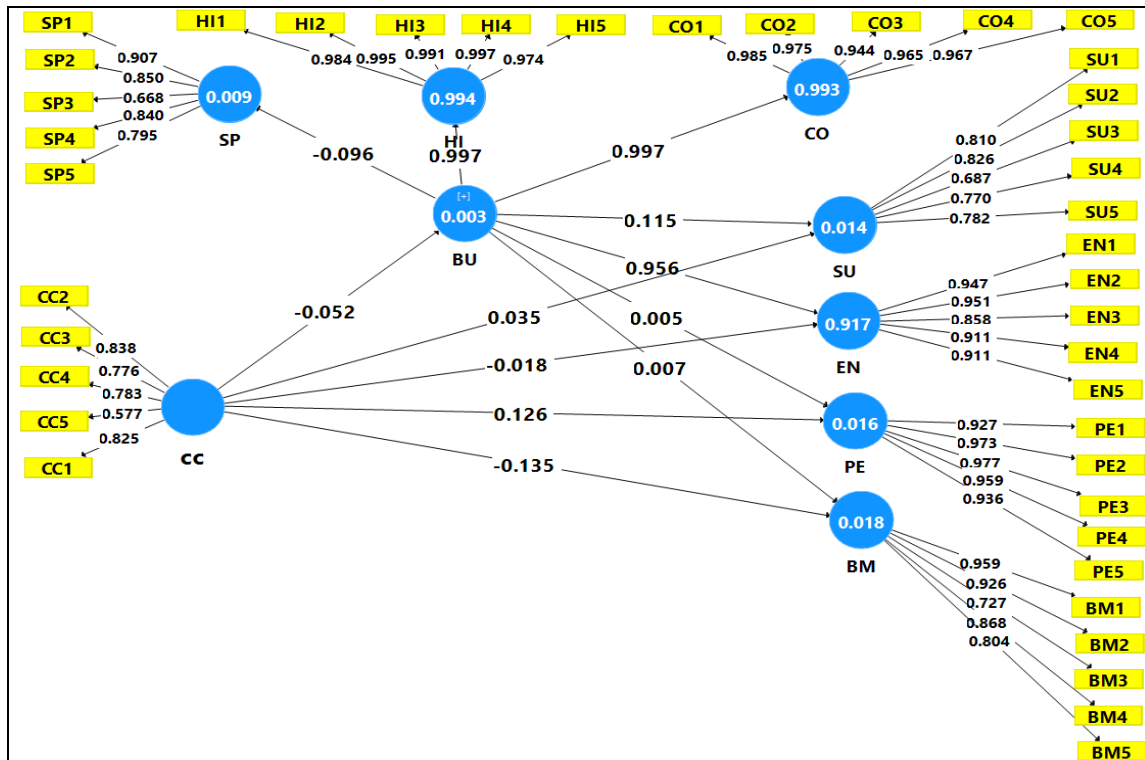 SP1
SP2
SP3
SP4
SP5
0.907
0.850
0.668
0.840
0.795
0.009
SP
HI1
HI2
HI3
HI4
HI5
0.984
0.995
0.991
0.997
0.974
0.994
HI
CO1
CO2
CO3
CO4
CO5
0.985
0.975
0.944
0.965
0.967
0.993
CO
-0.096
0.997
0.997
[+]
0.003
BU
0.115
0.956
0.005
0.007
SU1
SU2
SU3
SU4
SU5
0.810
0.826
0.687
0.770
0.782
0.014
SU
EN1
EN2
EN3
EN4
EN5
0.947
0.951
0.858
0.911
0.911
0.917
EN
CC2
CC3
CC4
CC5
CC1
0.838
0.776
0.783
0.577
0.825
cc
-0.052
0.035
-0.018
0.126
-0.135
PE1
PE2
PE3
PE4
PE5
0.927
0.973
0.977
0.959
0.936
0.016
PE
BM1
BM2
BM3
BM4
BM5
0.959
0.926
0.727
0.868
0.804
0.018
BM